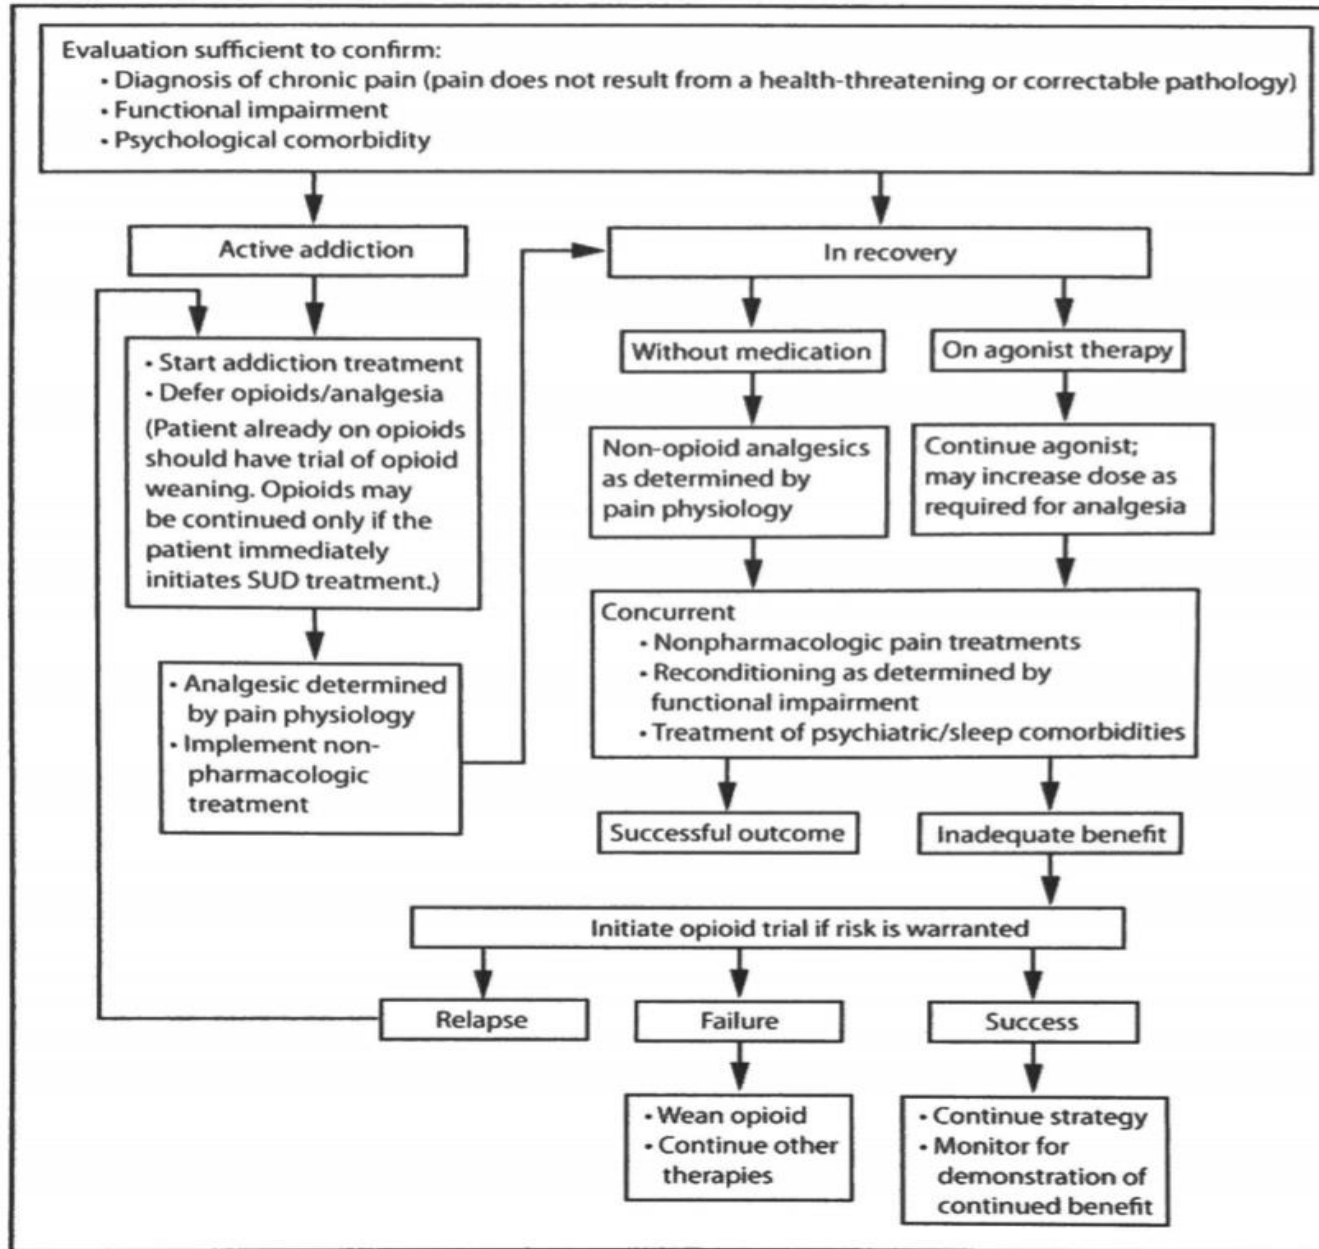 Evaluation sufficient to confirm:
• Diagnosis of chronic pain (pain does not result from a health-threatening or correctable pathology)
• Functional impairment
• Psychological comorbidity
Active addiction
In recovery
• Start addiction treatment
• Defer opioids/analgesia
(Patient already on opioids
should have trial of opioid
weaning. Opioids may
be continued only if the
patient immediately
initiates SUD treatment.)
• Analgesic determined
by pain physiology
• Implement non-
pharmacologic
treatment
Without medication
On agonist therapy
Non-opioid analgesics
as determined by
pain physiology
Continue agonist;
may increase dose as
required for analgesia
Concurrent
• Nonpharmacologic pain treatments
• Reconditioning as determined by
functional impairment
• Treatment of psychiatric/sleep comorbidities
Successful outcome
Inadequate benefit
Initiate opioid trial if risk is warranted
Relapse
Failure
Success
• Wean opioid
• Continue other
therapies
• Continue strategy
• Monitor for
demonstration of
continued benefit